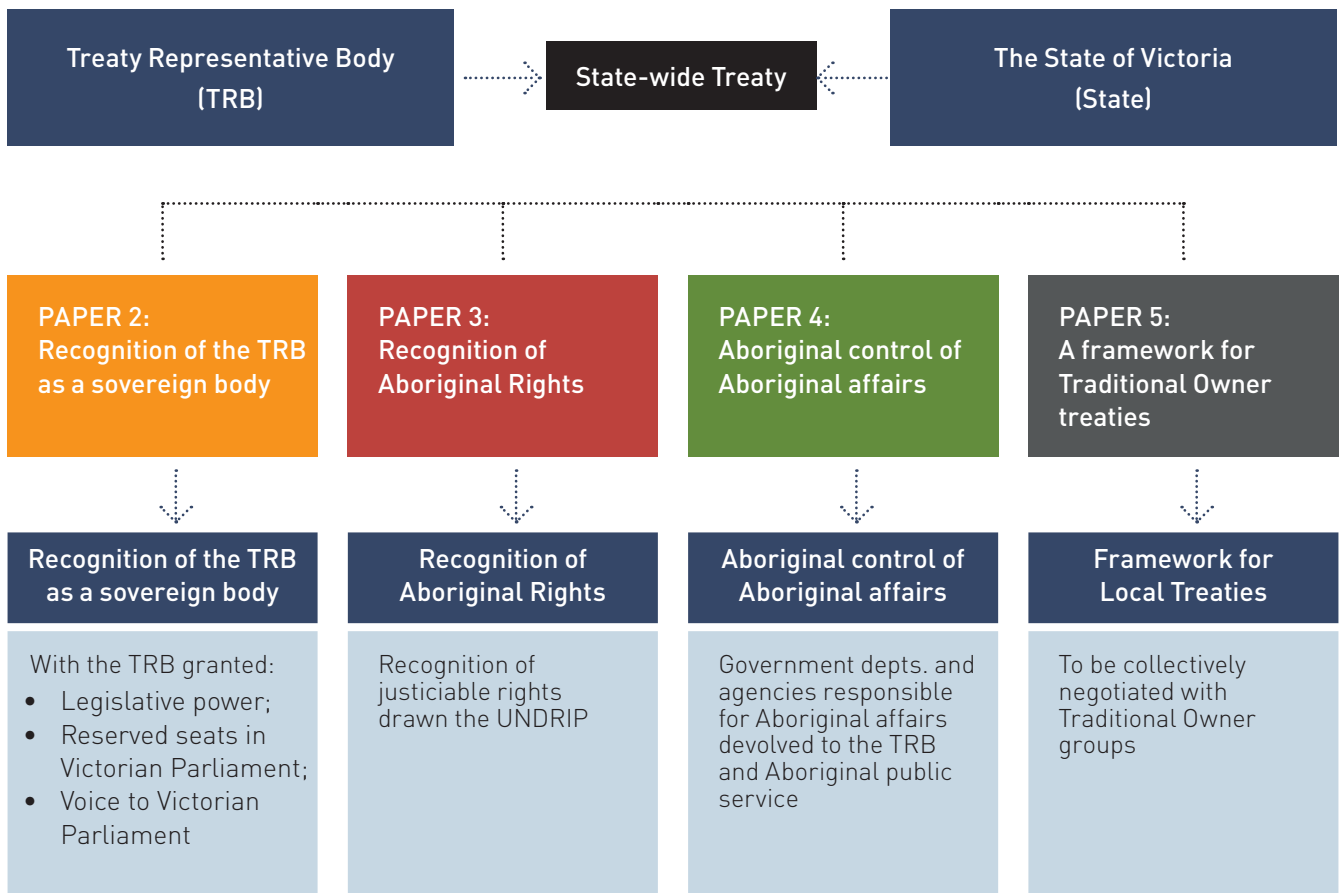 Treaty Representative Body
(TRB)
State-wide Treaty
The State of Victoria
(State)
PAPER 2:
Recognition of the TRB
as a sovereign body
PAPER 3:
Recognition of
Aboriginal Rights
PAPER 4:
Aboriginal control of
Aboriginal affairs
PAPER 5:
A framework for
Traditional Owner
treaties
Recognition of the TRB
as a sovereign body
With the TRB granted:
• Legislative power;
• Reserved seats in
Victorian Parliament;
• Voice to Victorian
Parliament
Recognition of
Aboriginal Rights
Recognition of
justiciable rights
drawn the UNDRIP
Aboriginal control of
Aboriginal affairs
Government depts. and
agencies responsible
for Aboriginal affairs
devolved to the TRB
and Aboriginal public
service
Framework for
Local Treaties
To be collectively
negotiated with
Traditional Owner
groups